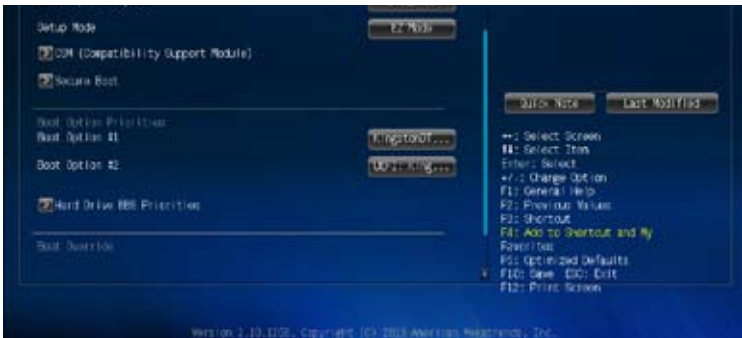 Setup Mode
EZ Mode
CSM (Compatibility Support Module)
Secure Boot
Quick Note
Last Modified
Boot Option Priorities
Boot Option #1
KingstonDT...
Boot Option #2
UEFI: King...
Hard Drive BBS Priorities
Boot Override
: Select Screen
: Select Item
Enter: Select
+/-: Change Option
F1: General Help
F2: Previous Values
F3: Shortcut
F4: Add to Shortcut and My
Favorites
F5: Optimized Defaults
F10: Save ESC: Exit
F12: Print Screen
Version 2.10.1208. Copyright (C) 2013 American Megatrends, Inc.